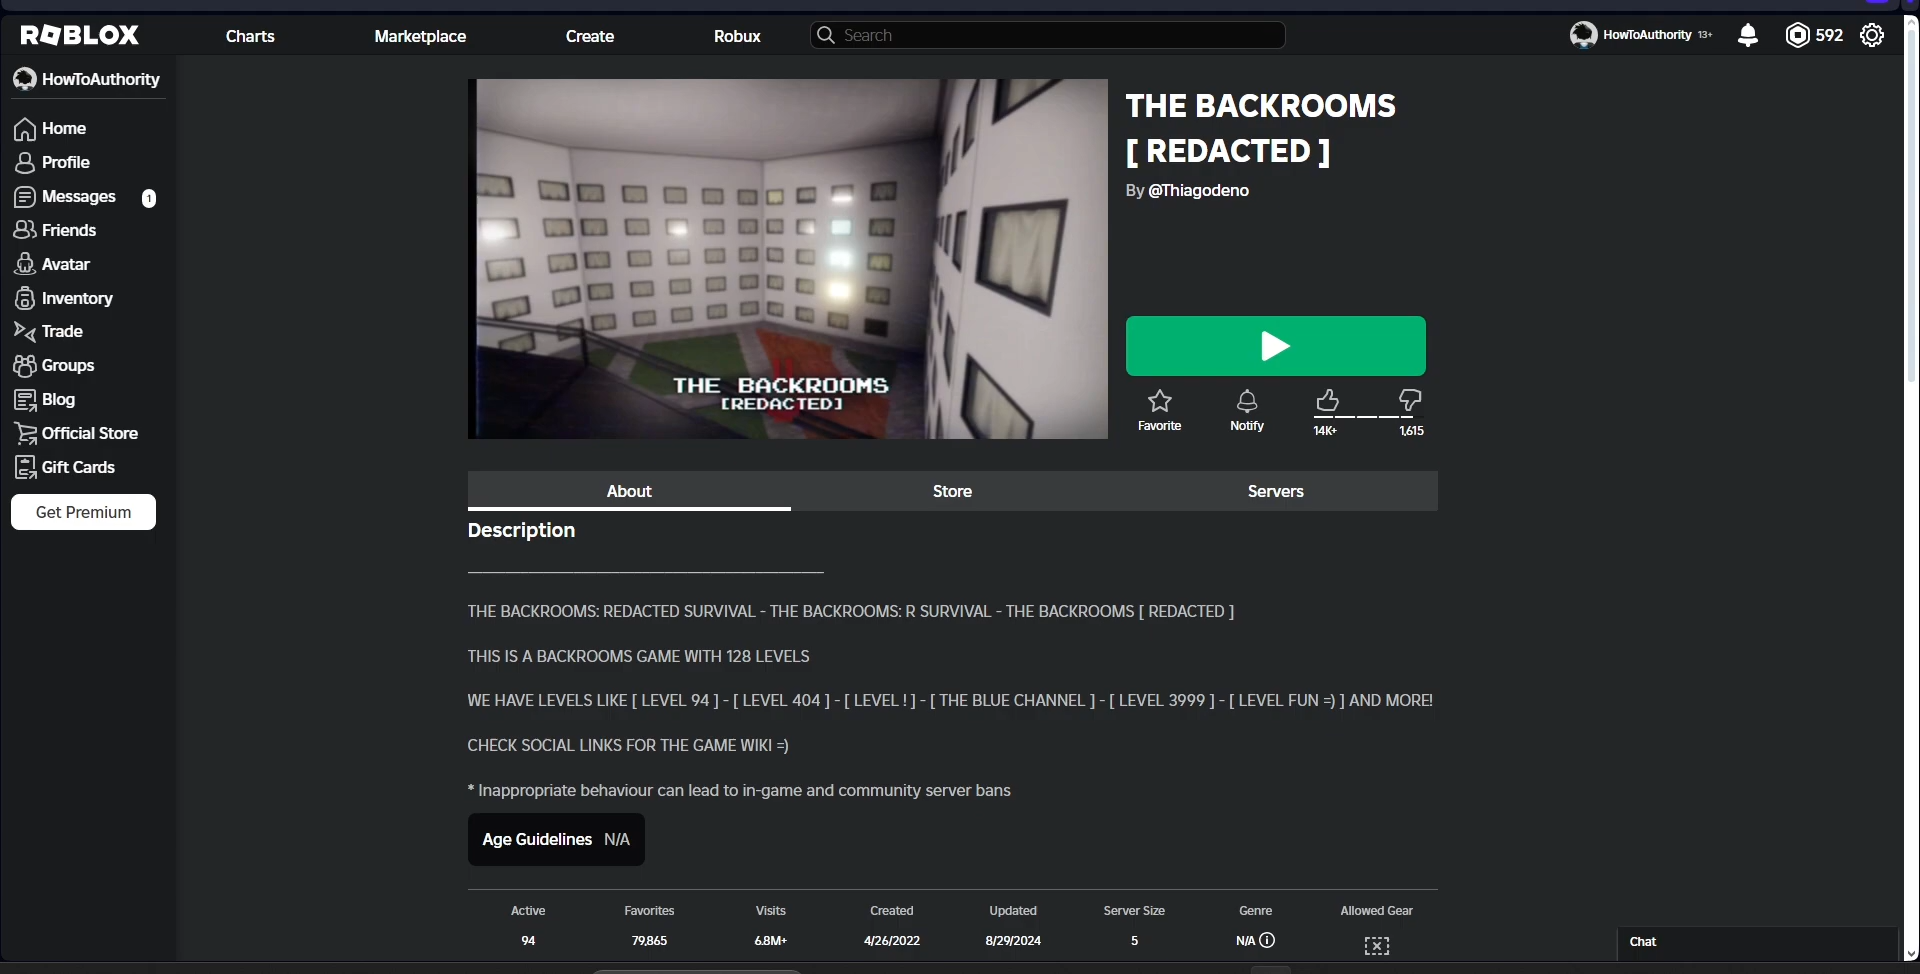 ROBLOX
Charts
Marketplace
Create
Robux
Search
HowToAuthority 13+
592
HowToAuthority
Home
Profile
Messages 1
Friends
Avatar
Inventory
Trade
Groups
Blog
Official Store
Gift Cards
Get Premium
THE BACKROOMS
[REDACTED]
THE BACKROOMS
[ REDACTED ]
By @Thiagodeno
Favorite
Notify
14K+
1,615
About
Store
Servers
Description
THE BACKROOMS: REDACTED SURVIVAL - THE BACKROOMS: R SURVIVAL - THE BACKROOMS [ REDACTED ]
THIS IS A BACKROOMS GAME WITH 128 LEVELS
WE HAVE LEVELS LIKE [ LEVEL 94 ] - [ LEVEL 404 ] - [ LEVEL ! ] - [ THE BLUE CHANNEL ] - [ LEVEL 3999 ] - [ LEVEL FUN =) ] AND MORE!
CHECK SOCIAL LINKS FOR THE GAME WIKI =)
* Inappropriate behaviour can lead to in-game and community server bans
Age Guidelines N/A
Active Favorites Visits Created Updated Server Size Genre Allowed Gear
94 79,865 6.8M+ 4/26/2022 8/29/2024 5 N/A
Chat